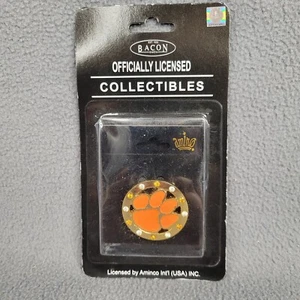 BACON
OFFICIALLY LICENSED
COLLECTIBLES
Licensed by Aminco Int'l (USA) INC.